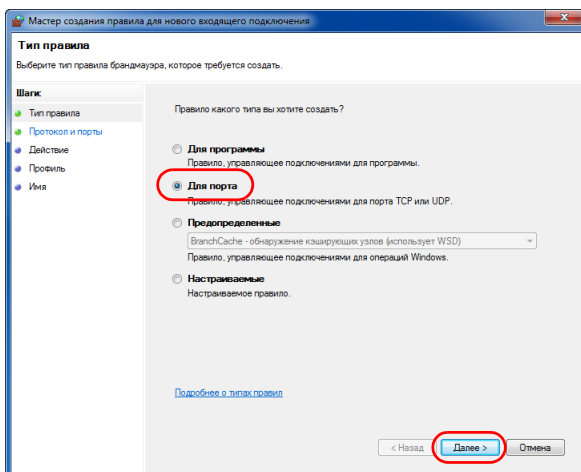 Мастер создания правила для нового входящего подключения
Тип правила
Выберите тип правила брандмауэра, которое требуется создать.
Шаги:
Тип правила
Протокол и порты
Действие
Профиль
Имя
Правило какого типа вы хотите создать?
Для программы
Правило, управляющее подключениями для программы.
Для порта
Правило, управляющее подключениями для порта TCP или UDP.
Предопределенные
BranchCache - обнаружение кэширующих узлов (использует WSD)
Правило, управляющее подключениями для операций Windows.
Настраиваемые
Настраиваемое правило.
Подробнее о типах правил
< Назад
Далее >
Отмена